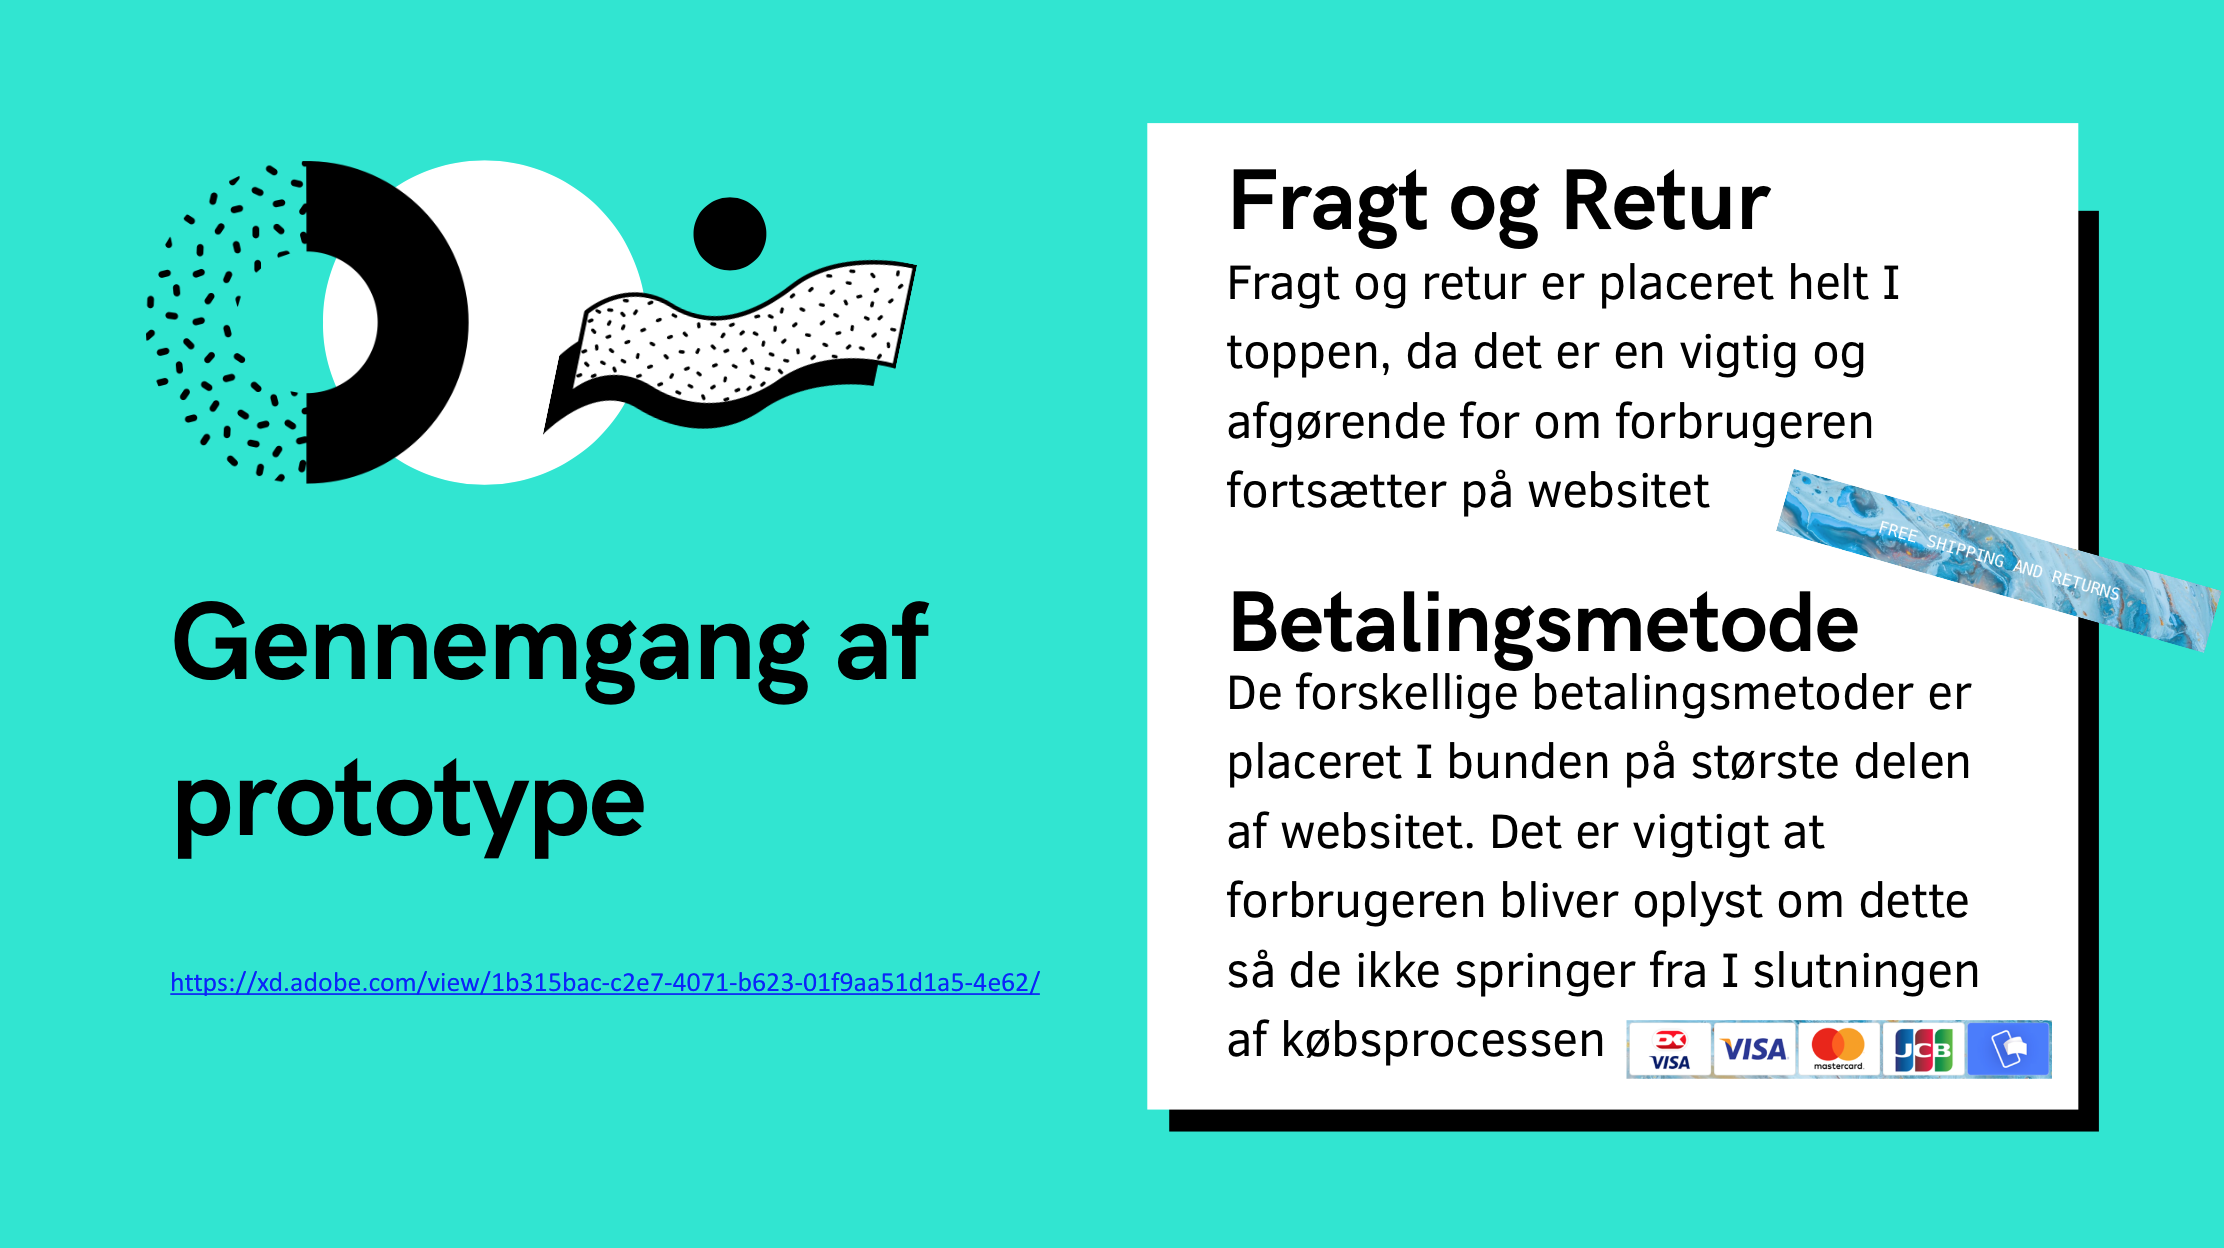 Gennemgang af
prototype
https://xd.adobe.com/view/1b315bac-c2e7-4071-b623-01f9aa51d1a5-4e62/
Fragt og Retur
Fragt og retur er placeret helt I
toppen, da det er en vigtig og
afgørende for om forbrugeren
fortsætter på websitet
FREE SHIPPING AND RETURNS
Betalingsmetode
De forskellige betalingsmetoder er
placeret I bunden på største delen
af websitet. Det er vigtigt at
forbrugeren bliver oplyst om dette
så de ikke springer fra I slutningen
af købsprocessen
VISA
VISA
mastercard.
JCB